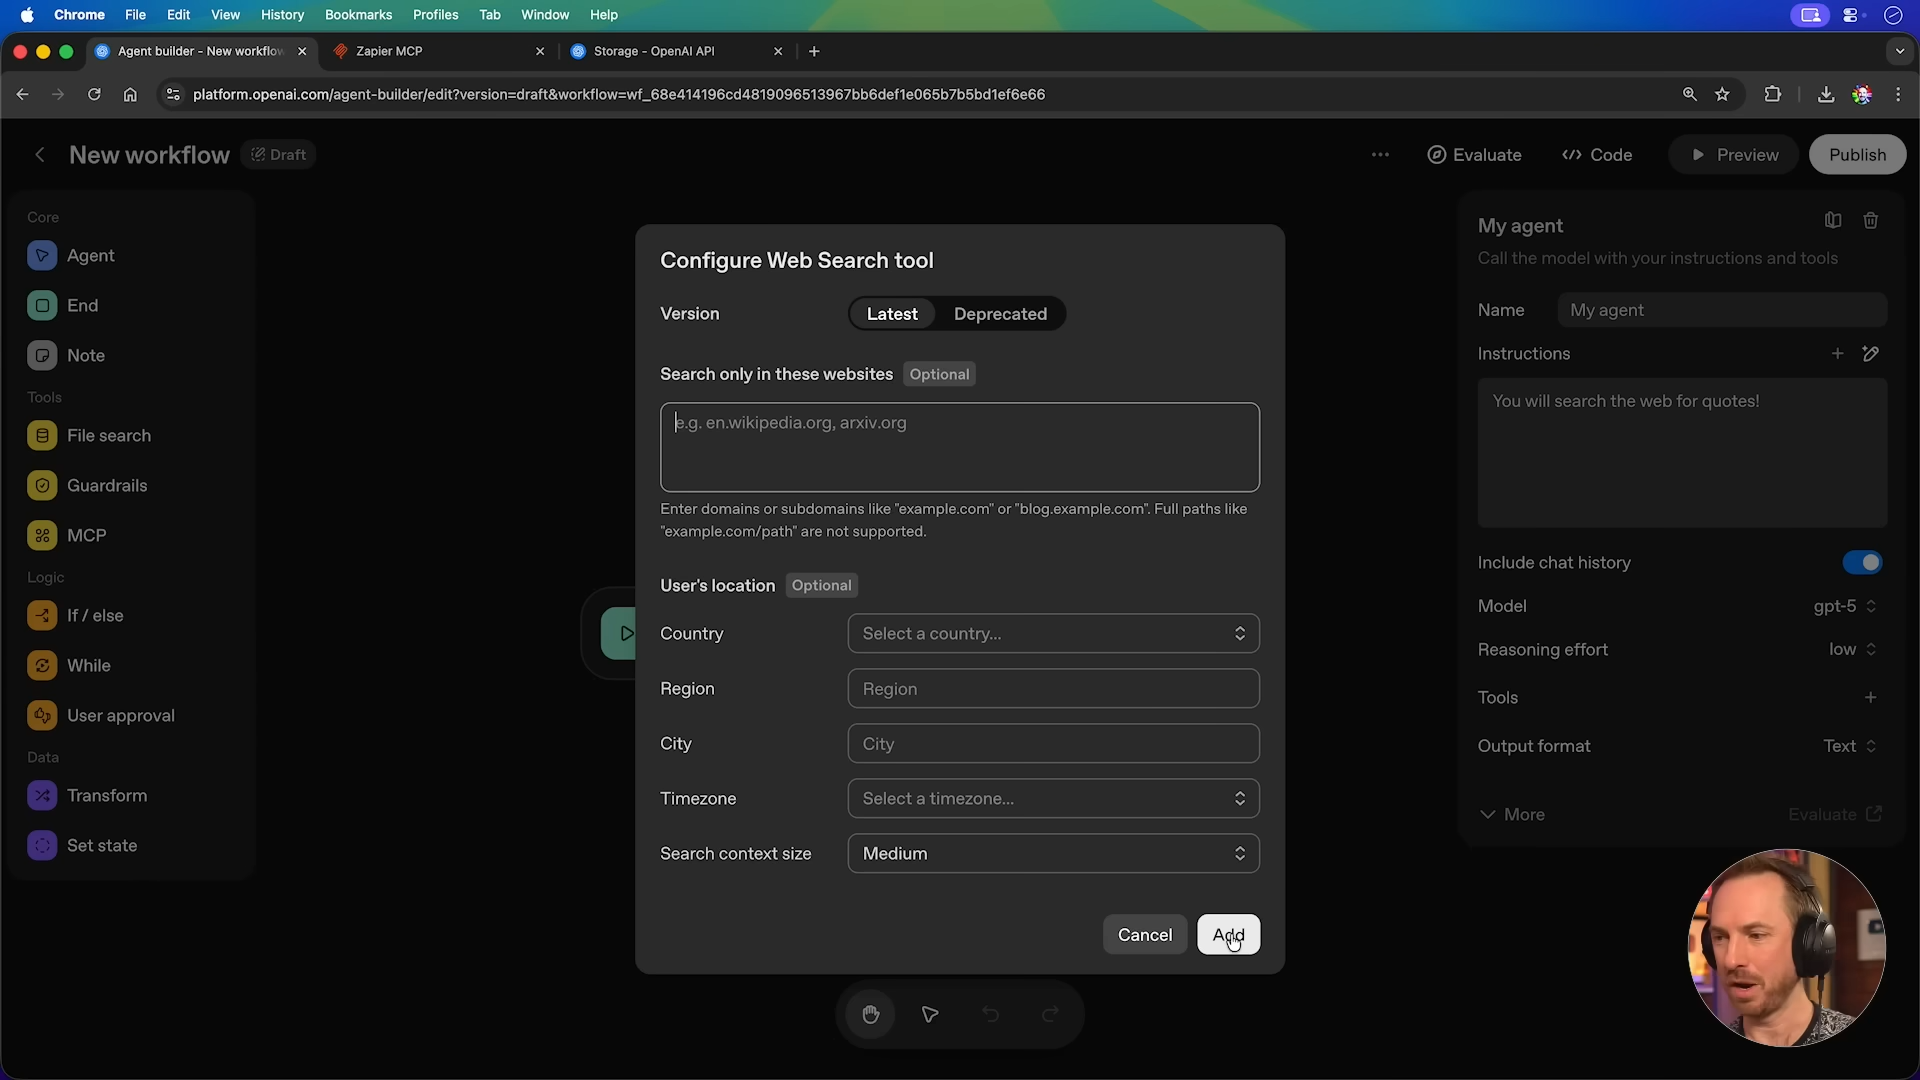 Chrome File Edit View History Bookmarks Profiles Tab Window Help
Agent builder - New workflow Zapier MCP Storage - OpenAI API
platform.openai.com/agent-builder/edit?version=draft&workflow=wf_68e414196cd4819096513967bb6def1e065b7b5bd1ef6e66
New workflow Draft Evaluate Code Preview Publish
Core
Agent
End
Note
Tools
File search
Guardrails
MCP
Logic
If / else
While
User approval
Data
Transform
Set state
Configure Web Search tool
Version Latest Deprecated
Search only in these websites Optional
e.g. en.wikipedia.org, arxiv.org
Enter domains or subdomains like "example.com" or "blog.example.com". Full paths like
"example.com/path" are not supported.
User's location Optional
Country Select a country...
Region Region
City City
Timezone Select a timezone...
Search context size Medium
Cancel Add
My agent
Call the model with your instructions and tools
Name My agent
Instructions
You will search the web for quotes!
Include chat history
Model gpt-5
Reasoning effort low
Tools
Output format Text
More Evaluate